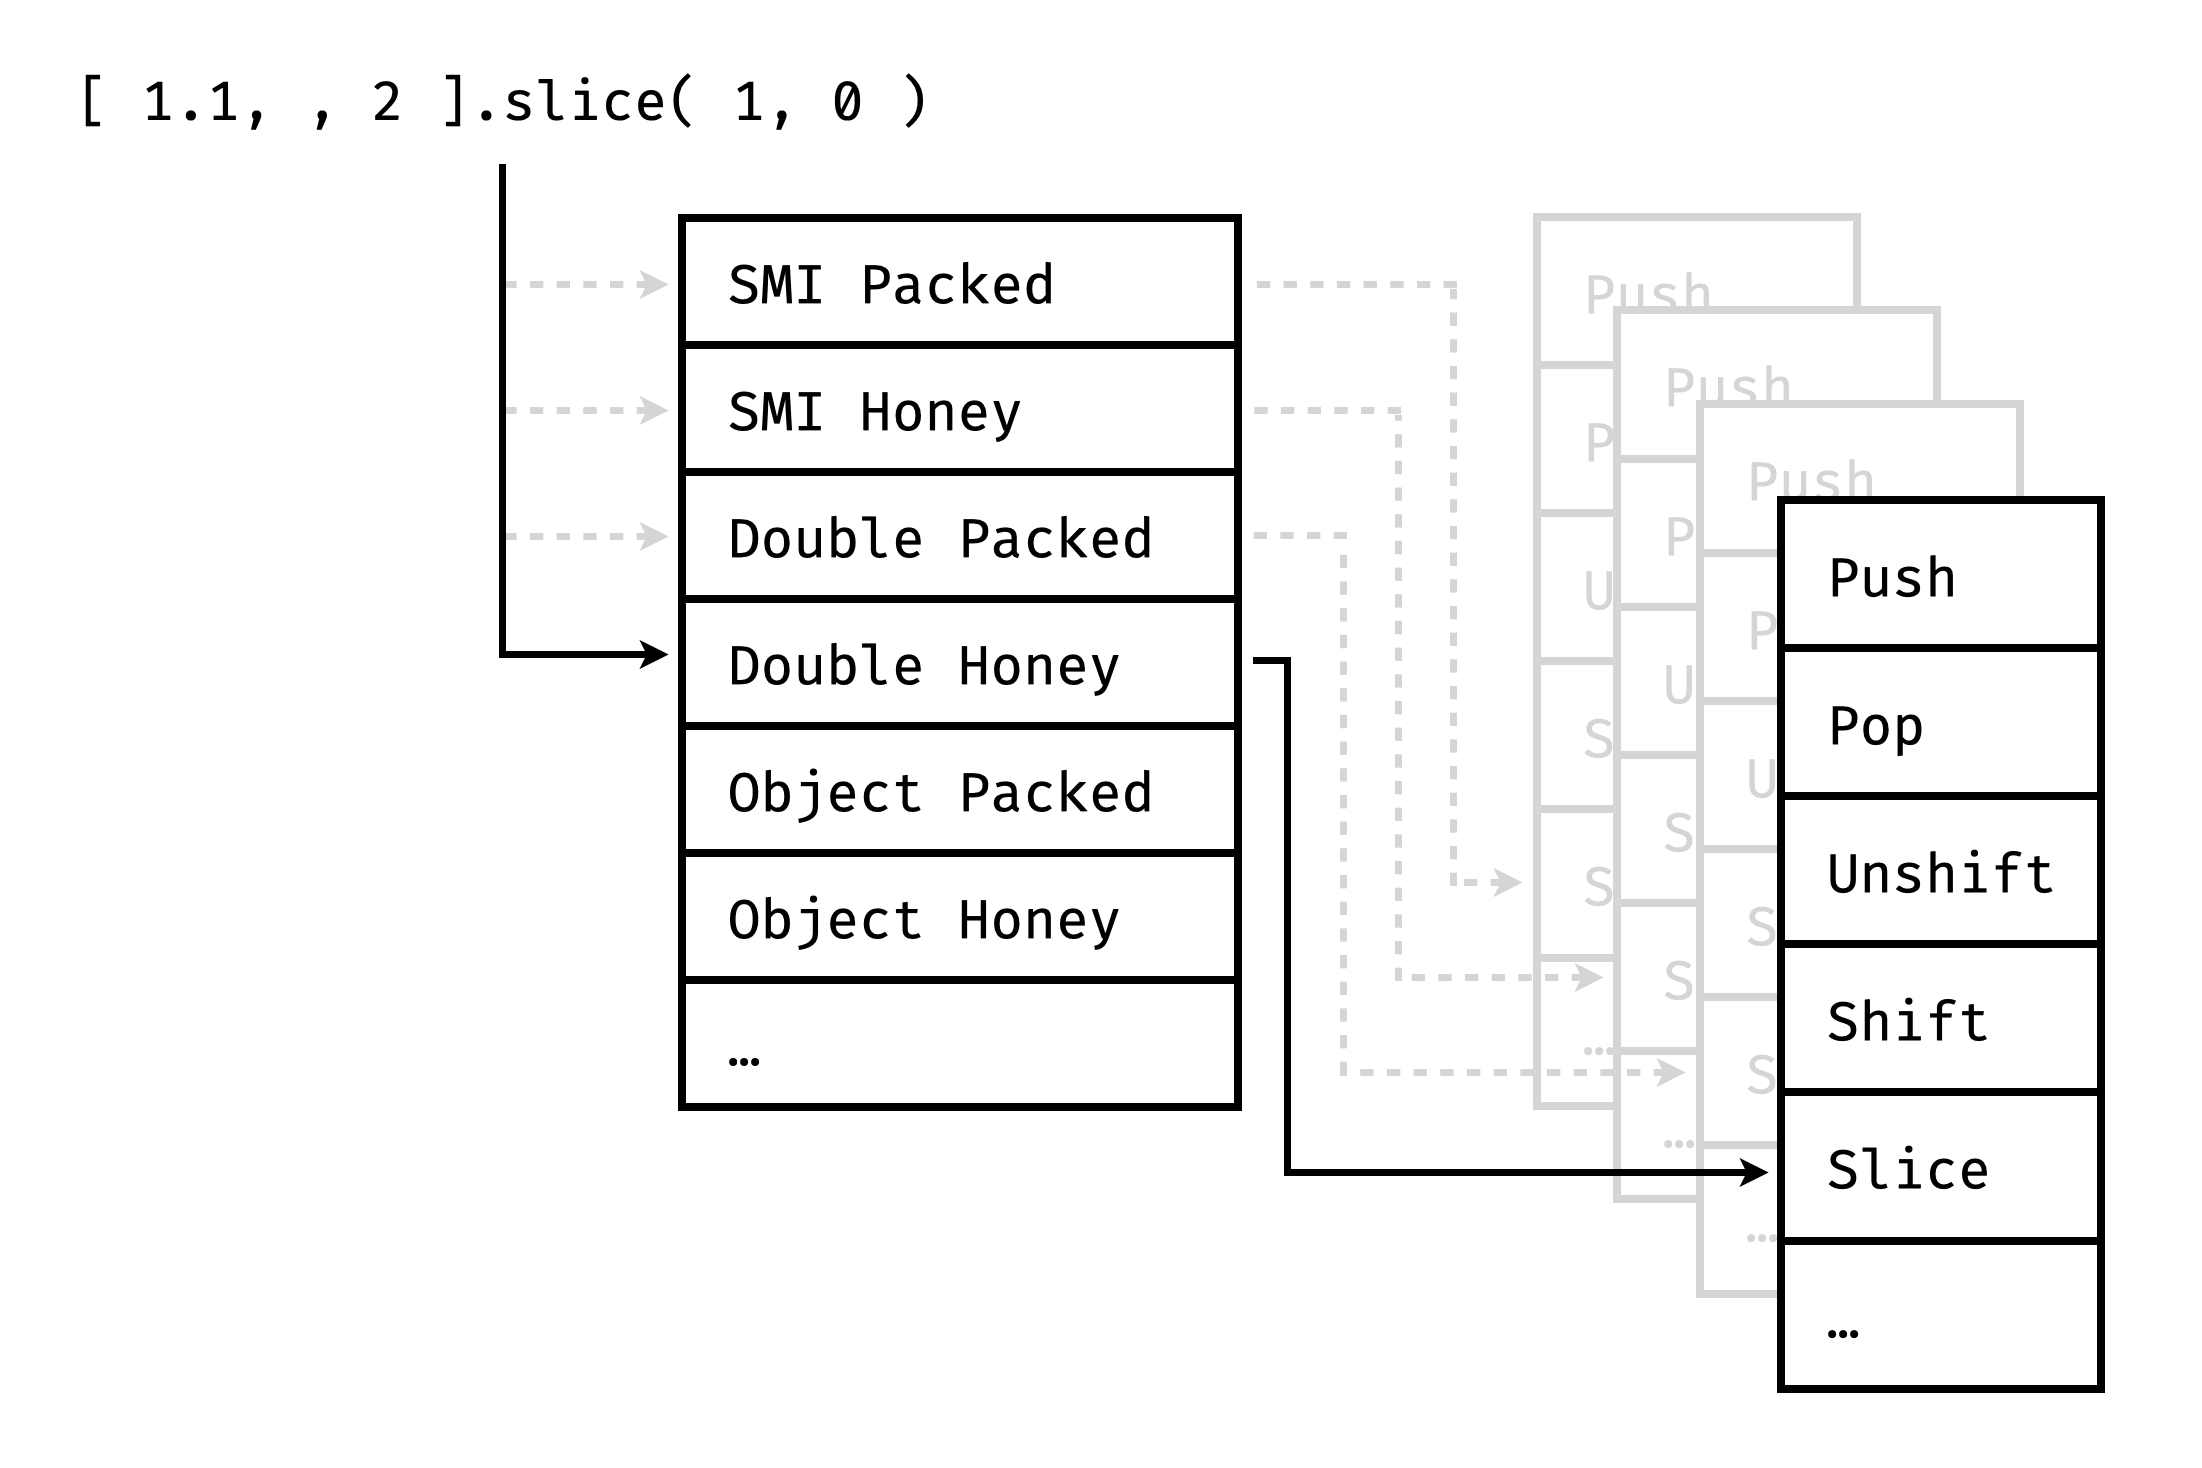 [ 1.1, , 2 ].slice( 1, 0 )
SMI Packed
SMI Honey
Double Packed
Double Honey
Object Packed
Object Honey
…
Push
P
U
S
S
…
Push
P
U
S
S
…
Push
P
U
S
S
…
Push
Pop
Unshift
Shift
Slice
…